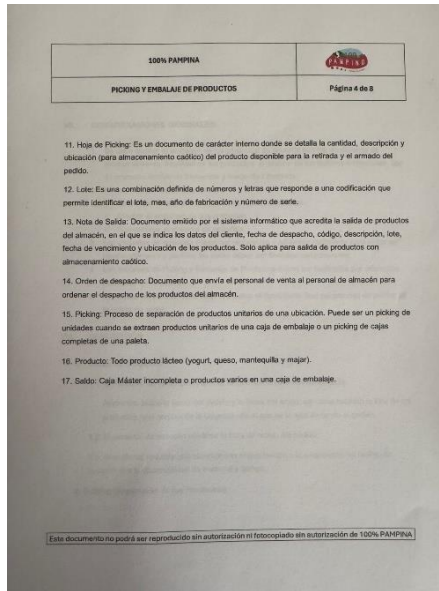 100% PAMPINA
PAMPINA
PICKING Y EMBALAJE DE PRODUCTOS
Página 4 de 8
11. Hoja de Picking: Es un documento de carácter interno donde se detalla la cantidad, descripción y
ubicación (para almacenamiento caótico) del producto disponible para la retirada y el armado del
pedido.
12. Lote: Es una combinación definida de números y letras que responde a una codificación que
permite identificar el lote, mes, año de fabricación y número de serie.
13. Nota de Salida: Documento emitido por el sistema informático que acredita la salida de productos
del almacén, en el que se indica los datos del cliente, fecha de despacho, código, descripción, lote,
fecha de vencimiento y ubicación de los productos. Solo aplica para salida de productos con
almacenamiento caótico.
14. Orden de despacho: Documento que envía el personal de venta al personal de almacén para
ordenar el despacho de los productos del almacén.
15. Picking: Proceso de separación de productos unitarios de una ubicación. Puede ser un picking de
unidades cuando se extraen productos unitarios de una caja de embalaje o un picking de cajas
completas de una paleta.
16. Producto: Todo producto lácteo (yogurt, queso, mantequilla y majar).
17. Saldo: Caja Máster incompleta o productos varios en una caja de embalaje.
Este documento no podrá ser reproducido sin autorización ni fotocopiado sin autorización de 100% PAMPINA